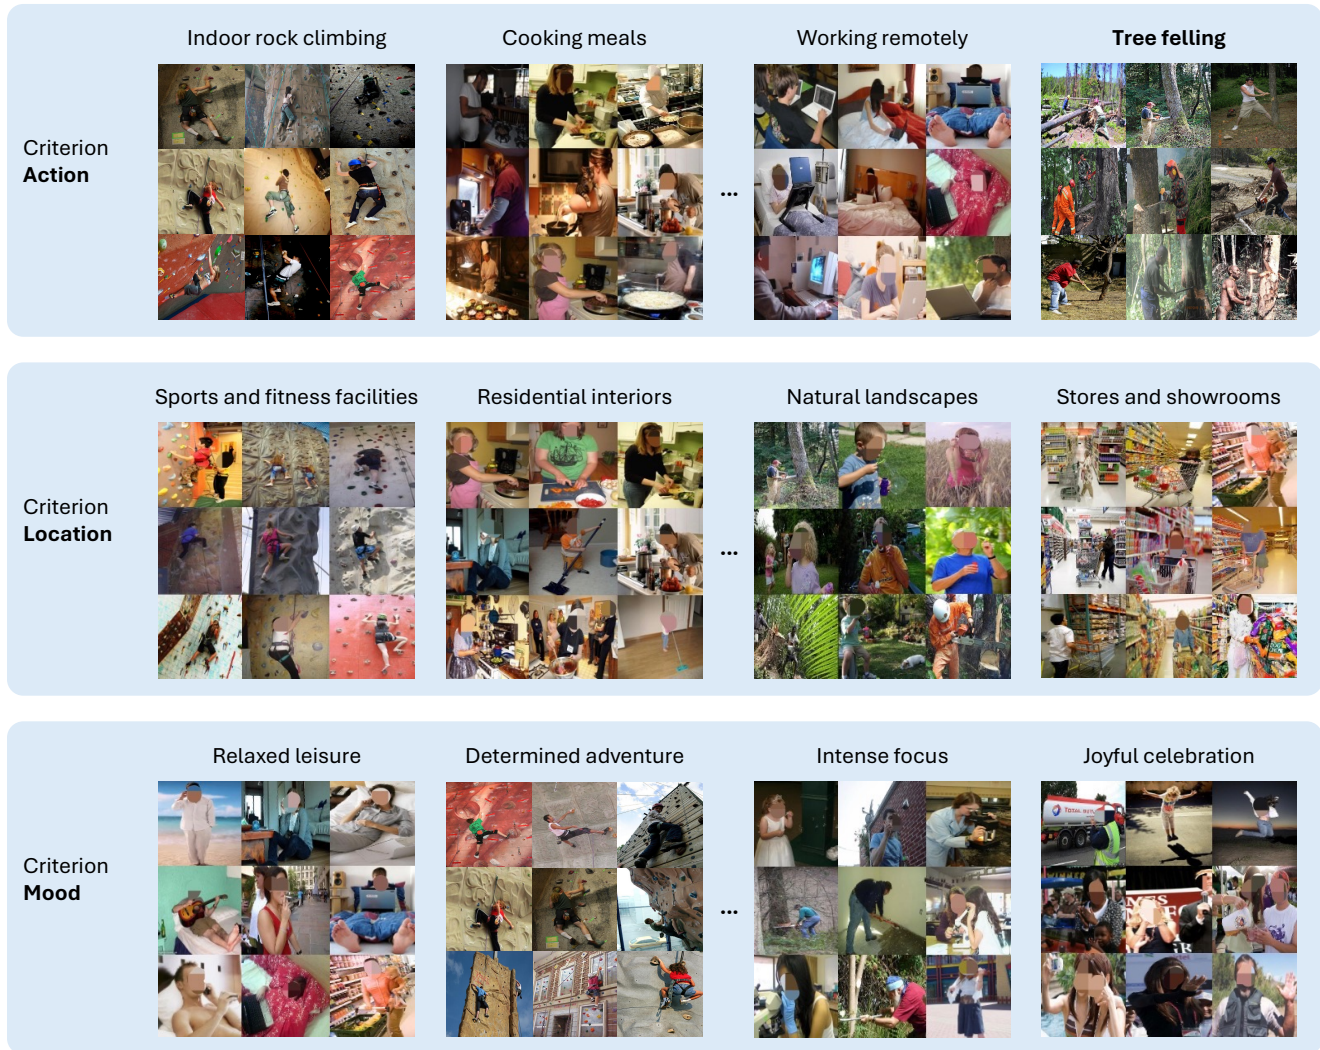 Indoor rock climbing
Cooking meals
Working remotely
Tree felling
Criterion
Action
...
Sports and fitness facilities
Residential interiors
Natural landscapes
Stores and showrooms
Criterion
Location
...
Relaxed leisure
Determined adventure
Intense focus
Joyful celebration
Criterion
Mood
...
TOTAL